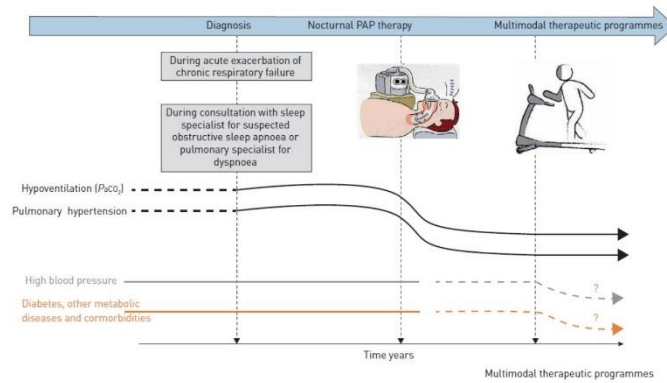 Diagnosis
Nocturnal PAP therapy
Multimodal therapeutic programmes
During acute exacerbation of
chronic respiratory failure
During consultation with sleep
specialist for suspected
obstructive sleep apnoea or
pulmonary specialist for
dyspnoea
Hypoventilation (PaCO₂)
Pulmonary hypertension
High blood pressure
?
Diabetes, other metabolic
diseases and cormorbidities
?
Time years
Multimodal therapeutic programmes